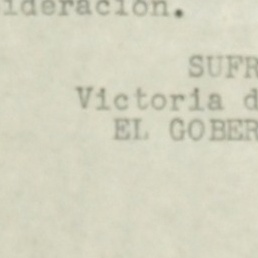 ideración.
SUFR
Victoria d
EL GOBER